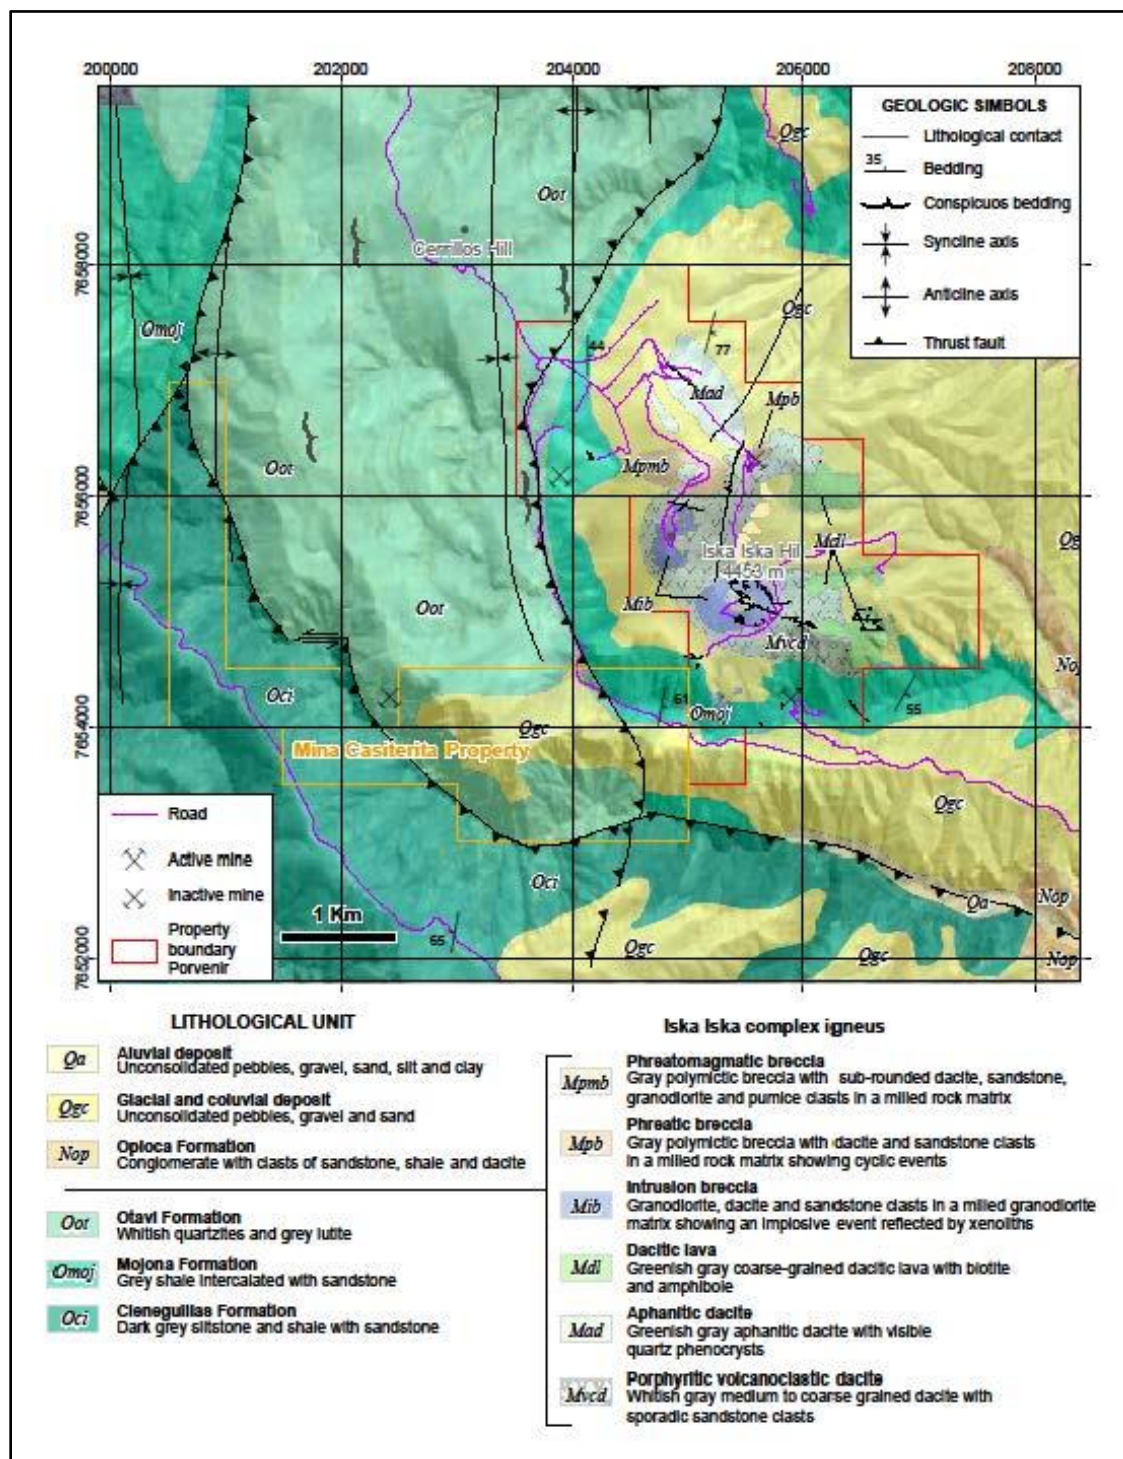 200000 202000 204000 206000 208000
GEOLOGIC SIMBOLS
Lithological contact
35
Bedding
Conspicuos bedding
Syncline axis
Anticline axis
Thrust fault
Qgc
Oot
Cerrillos Hill
7658000
Omoj
Qgc
44
77
Mad
Mpb
Oot
Mpmb
7656000
Iska Iska Hil
4453 m
Mdl
Qgc
Oot
Mib
Mvcd
Nop
Oci
61
Omoj
55
7654000
Qgc
Mina Casiterita Property
Qgc
Road
Active mine
Inactive mine
Property
boundary
Porvenir
1 Km
65
Oci
Qa
Nop
7652000
Qgc
Qgc
Nop
LITHOLOGICAL UNIT
Qa
Aluvial deposit
Unconsolidated pebbles, gravel, sand, silt and clay
Qgc
Glacial and coluvial deposit
Unconsolidated pebbles, gravel and sand
Nop
Oploca Formation
Conglomerate with clasts of sandstone, shale and dacite
Oot
Otavi Formation
Whitish quartzites and grey lutite
Omoj
Mojona Formation
Grey shale intercalated with sandstone
Oci
Cieneguillas Formation
Dark grey siltstone and shale with sandstone
Iska Iska complex igneus
Mpmb
Phreatomagmatic breccia
Gray polymictic breccia with sub-rounded dacite, sandstone,
granodiorite and pumice clasts in a milled rock matrix
Mpb
Phreatic breccia
Gray polymictic breccia with dacite and sandstone clasts
in a milled rock matrix showing cyclic events
Mib
Intrusion breccia
Granodiorite, dacite and sandstone clasts in a milled granodiorite
matrix showing an implosive event reflected by xenoliths
Mdl
Dacitic lava
Greenish gray coarse-grained dacitic lava with biotite
and amphibole
Mad
Aphanitic dacite
Greenish gray aphanitic dacite with visible
quartz phenocrysts
Mvcd
Porphyritic volcanoclastic dacite
Whitish gray medium to coarse grained dacite with
sporadic sandstone clasts